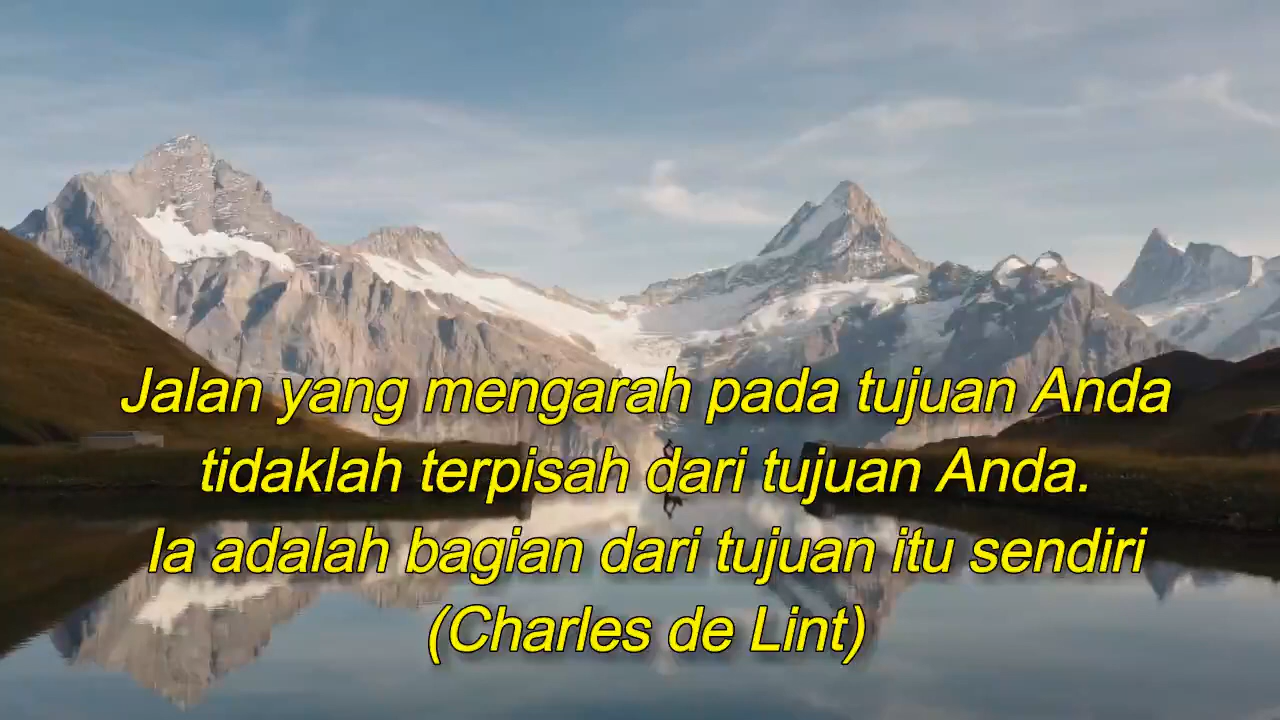 Jalan yang mengarah pada tujuan Anda
tidaklah terpisah dari tujuan Anda.
Ia adalah bagian dari tujuan itu sendiri
(Charles de Lint)